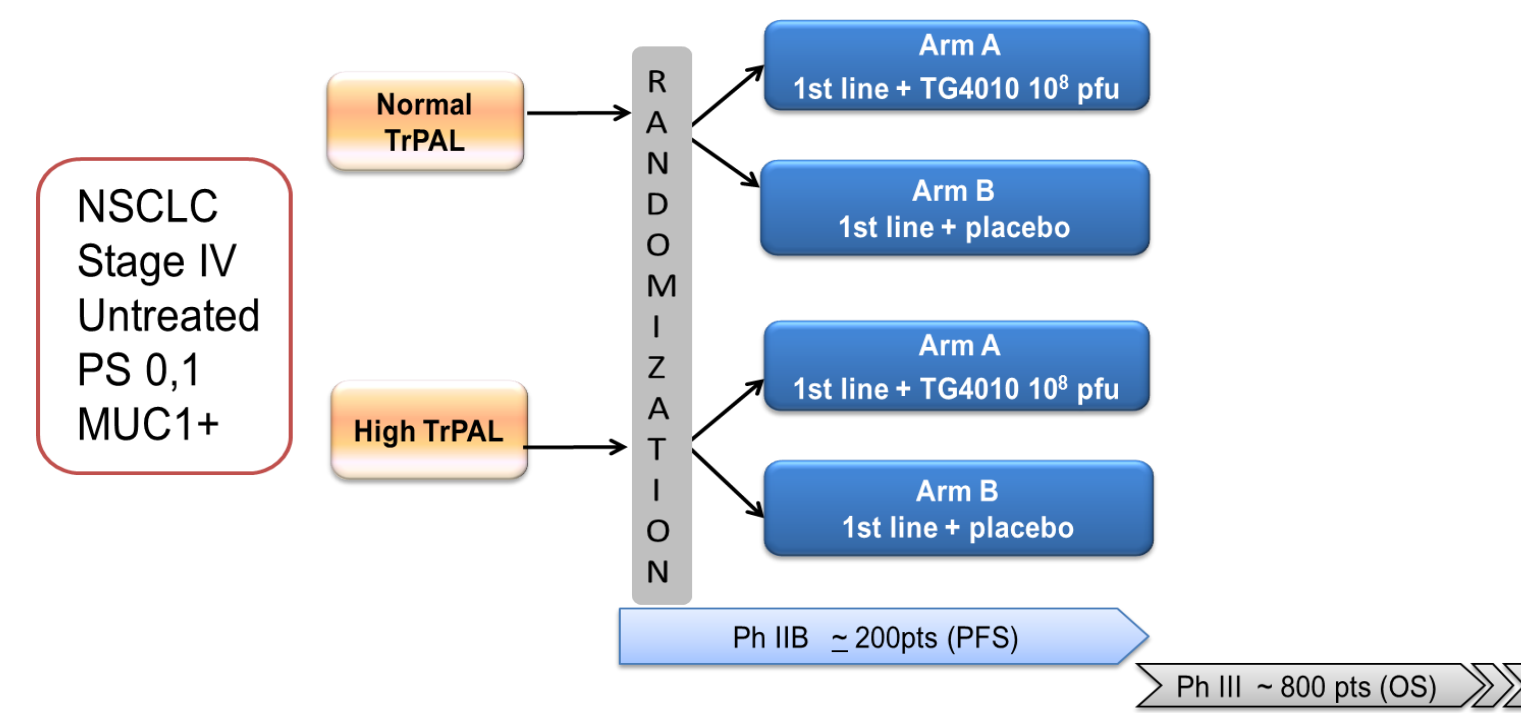 NSCLC
Stage IV
Untreated
PS 0,1
MUC1+
Normal
TrPAL
High TrPAL
RANDOMIZATION
Arm A
1st line + TG4010 10⁸ pfu
Arm B
1st line + placebo
Arm A
1st line + TG4010 10⁸ pfu
Arm B
1st line + placebo
Ph IIB ~ 200pts (PFS)
Ph III ~ 800 pts (OS)